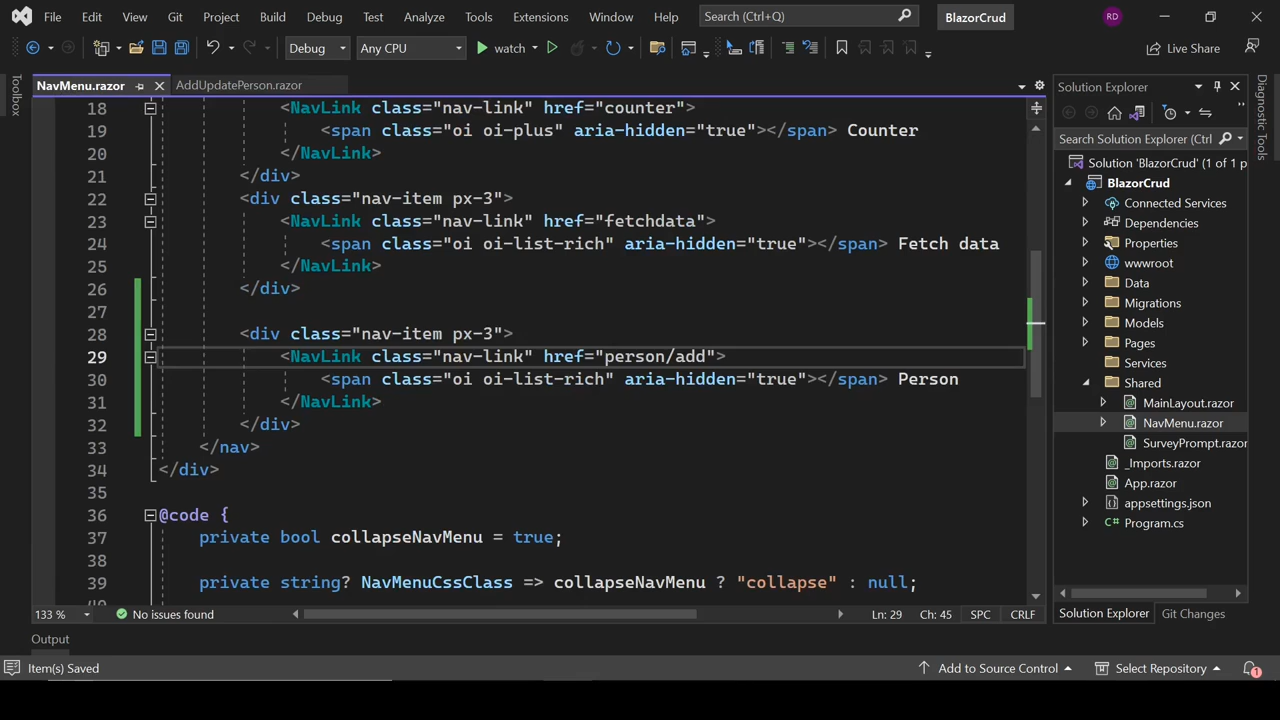 File Edit View Git Project Build Debug Test Analyze Tools Extensions Window Help Search (Ctrl+Q) BlazorCrud RD
Debug Any CPU watch Live Share
Toolbox
NavMenu.razor AddUpdatePerson.razor
18 <NavLink class="nav-link" href="counter">
19 <span class="oi oi-plus" aria-hidden="true"></span> Counter
20 </NavLink>
21 </div>
22 <div class="nav-item px-3">
23 <NavLink class="nav-link" href="fetchdata">
24 <span class="oi oi-list-rich" aria-hidden="true"></span> Fetch data
25 </NavLink>
26 </div>
27
28 <div class="nav-item px-3">
29 <NavLink class="nav-link" href="person/add">
30 <span class="oi oi-list-rich" aria-hidden="true"></span> Person
31 </NavLink>
32 </div>
33 </nav>
34 </div>
35
36 @code {
37 private bool collapseNavMenu = true;
38
39 private string? NavMenuCssClass => collapseNavMenu ? "collapse" : null;
133 % No issues found Ln: 29 Ch: 45 SPC CRLF
Output
Solution Explorer
Search Solution Explorer (Ctrl
Solution 'BlazorCrud' (1 of 1 p
BlazorCrud
Connected Services
Dependencies
Properties
wwwroot
Data
Migrations
Models
Pages
Services
Shared
MainLayout.razor
NavMenu.razor
SurveyPrompt.razor
_Imports.razor
App.razor
appsettings.json
Program.cs
Solution Explorer Git Changes
Diagnostic Tools
Item(s) Saved Add to Source Control Select Repository 1